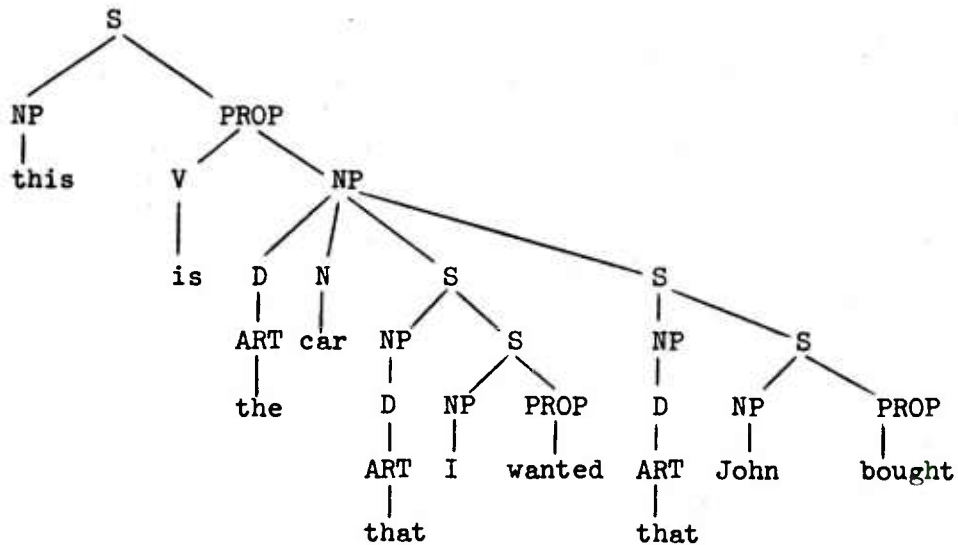 S
NP PROP
this V NP
is D N S S
ART car NP S NP S
the D NP PROP D NP PROP
ART I wanted ART John bought
that that